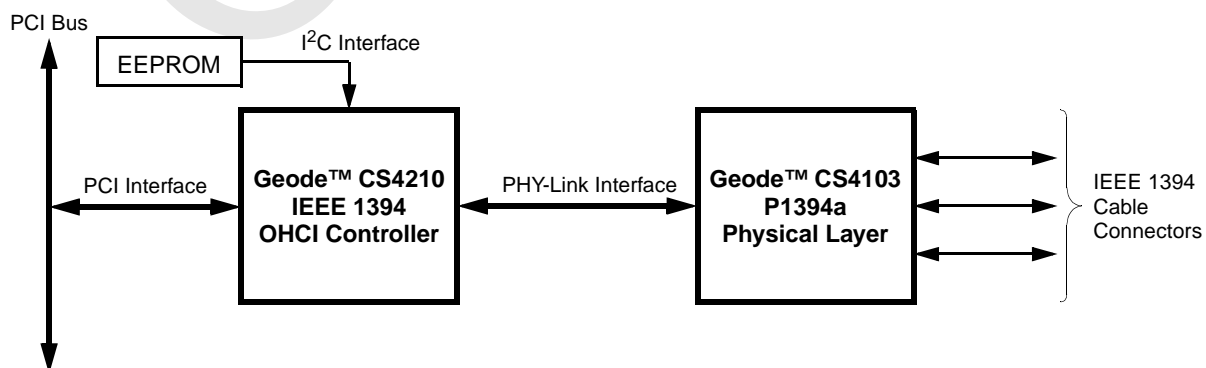 PCI Bus
I²C Interface
EEPROM
PCI Interface
Geode™ CS4210
IEEE 1394
OHCI Controller
PHY-Link Interface
Geode™ CS4103
P1394a
Physical Layer
IEEE 1394
Cable
Connectors